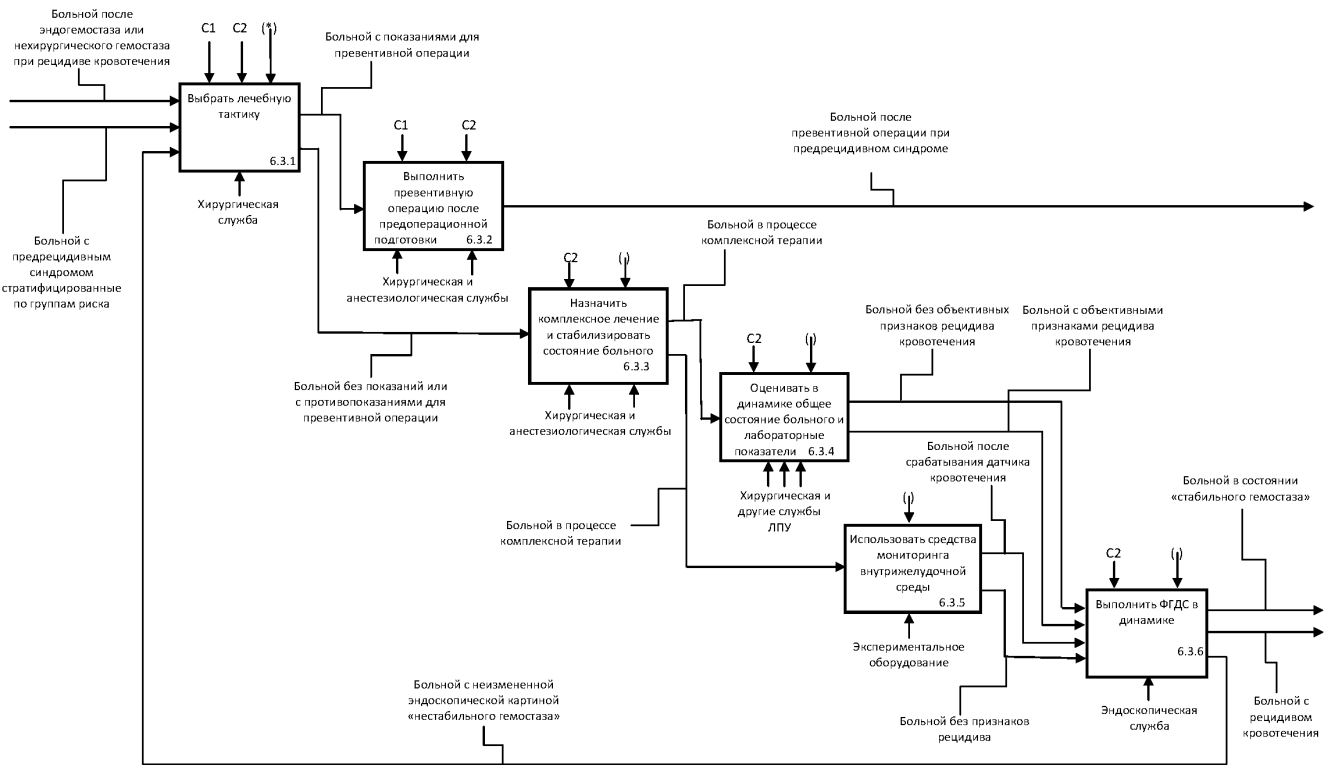 Больной после
эндогемостаза или
нехирургического гемостаза
при рецидиве кровотечения
C1
C2
(*)
Больной с показаниями для
превентивной операции
Выбрать лечебную
тактику
6.3.1
Хирургическая
служба
Больной с
предрецидивным
синдромом
стратифицированные
по группам риска
C1
C2
Выполнить
превентивную
операцию после
предоперационной
подготовки 6.3.2
Хирургическая и
анестезиологическая службы
Больной после
превентивной операции при
предрецидивном синдроме
Больной в процессе
комплексной терапии
C2
Назначить
комплексное лечение
и стабилизировать
состояние больного
6.3.3
Хирургическая и
анестезиологическая службы
Больной без показаний или
с противопоказаниями для
превентивной операции
Больной без объективных
признаков рецидива
кровотечения
Больной с объективными
признаками рецидива
кровотечения
C2
Оценивать в
динамике общее
состояние больного и
лабораторные
показатели 6.3.4
Хирургическая и
другие службы
ЛПУ
Больной после
срабатывания датчика
кровотечения
Больной в процессе
комплексной терапии
Использовать средства
мониторинга
внутрижелудочной
среды
6.3.5
Экспериментальное
оборудование
Больной без признаков
рецидива
Больной в состоянии
«стабильного гемостаза»
C2
Выполнить ФГДС в
динамике
6.3.6
Эндоскопическая
служба
Больной с
рецидивом
кровотечения
Больной с неизмененной
эндоскопической картиной
«нестабильного гемостаза»